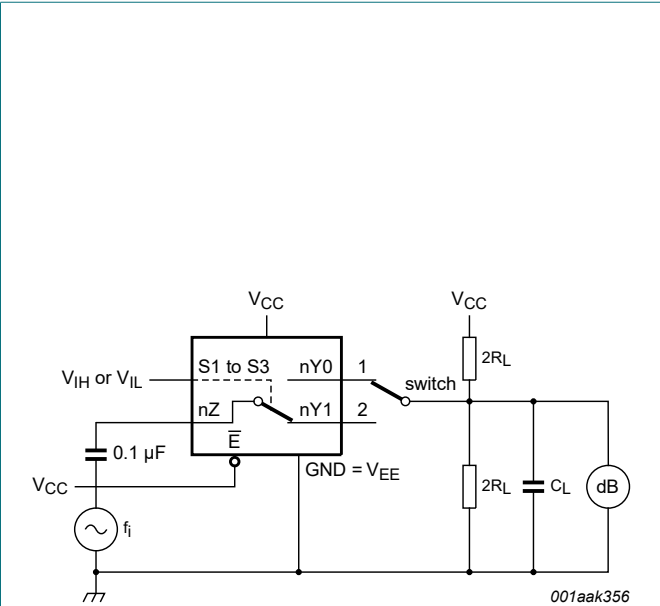 VCC VCC
2RL
S1 to S3 nY0 1
VIH or VIL
switch
nZ nY1 2
E̅
0.1 µF
GND = VEE
VCC
2RL CL dB
fi
001aak356